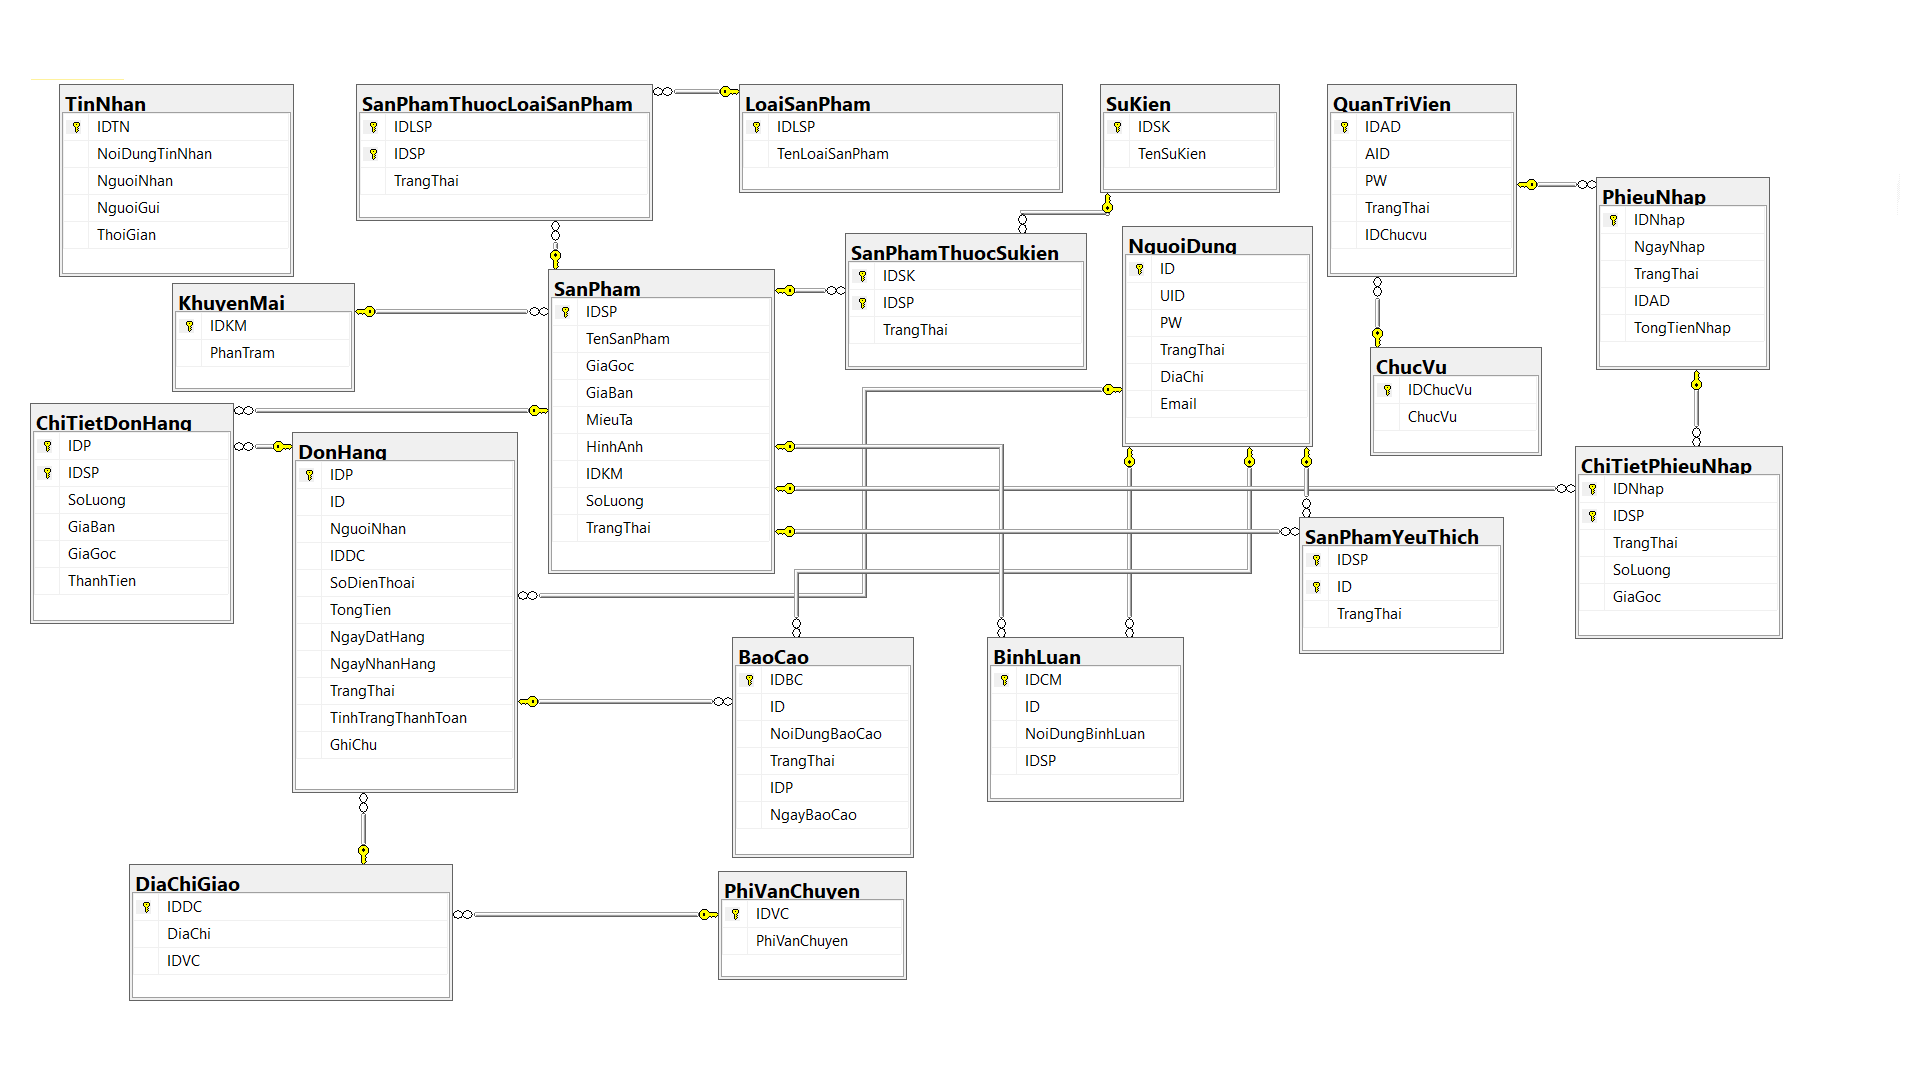 TinNhan
IDTN
NoiDungTinNhan
NguoiNhan
NguoiGui
ThoiGian
SanPhamThuocLoaiSanPham
IDLSP
IDSP
TrangThai
LoaiSanPham
IDLSP
TenLoaiSanPham
SuKien
IDSK
TenSuKien
QuanTriVien
IDAD
AID
PW
TrangThai
IDChucvu
PhieuNhap
IDNhap
NgayNhap
TrangThai
IDAD
TongTienNhap
KhuyenMai
IDKM
PhanTram
SanPham
IDSP
TenSanPham
GiaGoc
GiaBan
MieuTa
HinhAnh
IDKM
SoLuong
TrangThai
SanPhamThuocSukien
IDSK
IDSP
TrangThai
NguoiDung
ID
UID
PW
TrangThai
DiaChi
Email
ChucVu
IDChucVu
ChucVu
ChiTietDonHang
IDP
IDSP
SoLuong
GiaBan
GiaGoc
ThanhTien
DonHang
IDP
ID
NguoiNhan
IDDC
SoDienThoai
TongTien
NgayDatHang
NgayNhanHang
TrangThai
TinhTrangThanhToan
GhiChu
ChiTietPhieuNhap
IDNhap
IDSP
TrangThai
SoLuong
GiaGoc
SanPhamYeuThich
IDSP
ID
TrangThai
BaoCao
IDBC
ID
NoiDungBaoCao
TrangThai
IDP
NgayBaoCao
BinhLuan
IDCM
ID
NoiDungBinhLuan
IDSP
DiaChiGiao
IDDC
DiaChi
IDVC
PhiVanChuyen
IDVC
PhiVanChuyen